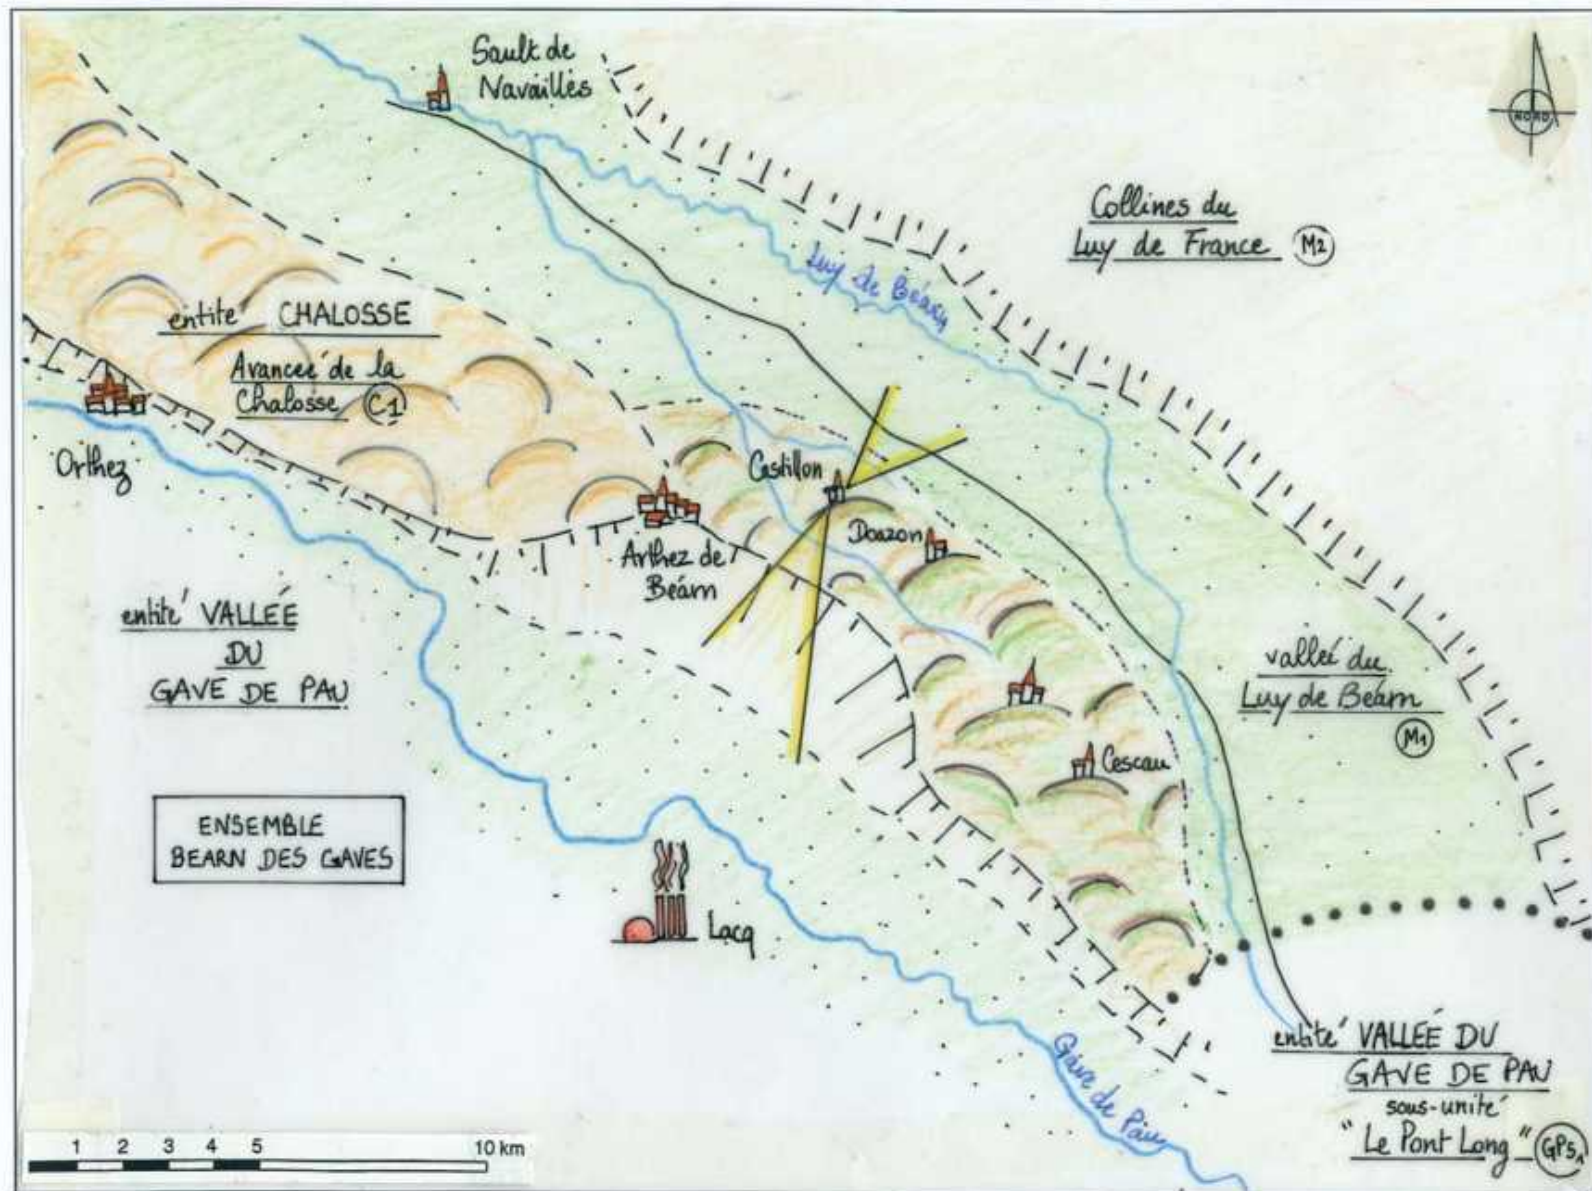 Sault de
Navailles
NORD
Collines du
Luy de France M2
Luy de Béarn
entité CHALOSSE
Avancée de la
Chalosse C1
Orthez
Castillon
Doazon
Arthez de
Béarn
entité VALLÉE
DU
GAVE DE PAU
vallée du
Luy de Béarn
M1
Cescau
ENSEMBLE
BEARN DES GAVES
Lacq
Gave de Pau
entité VALLÉE DU
GAVE DE PAU
sous-unité
"Le Pont Long"
1 2 3 4 5 10 km